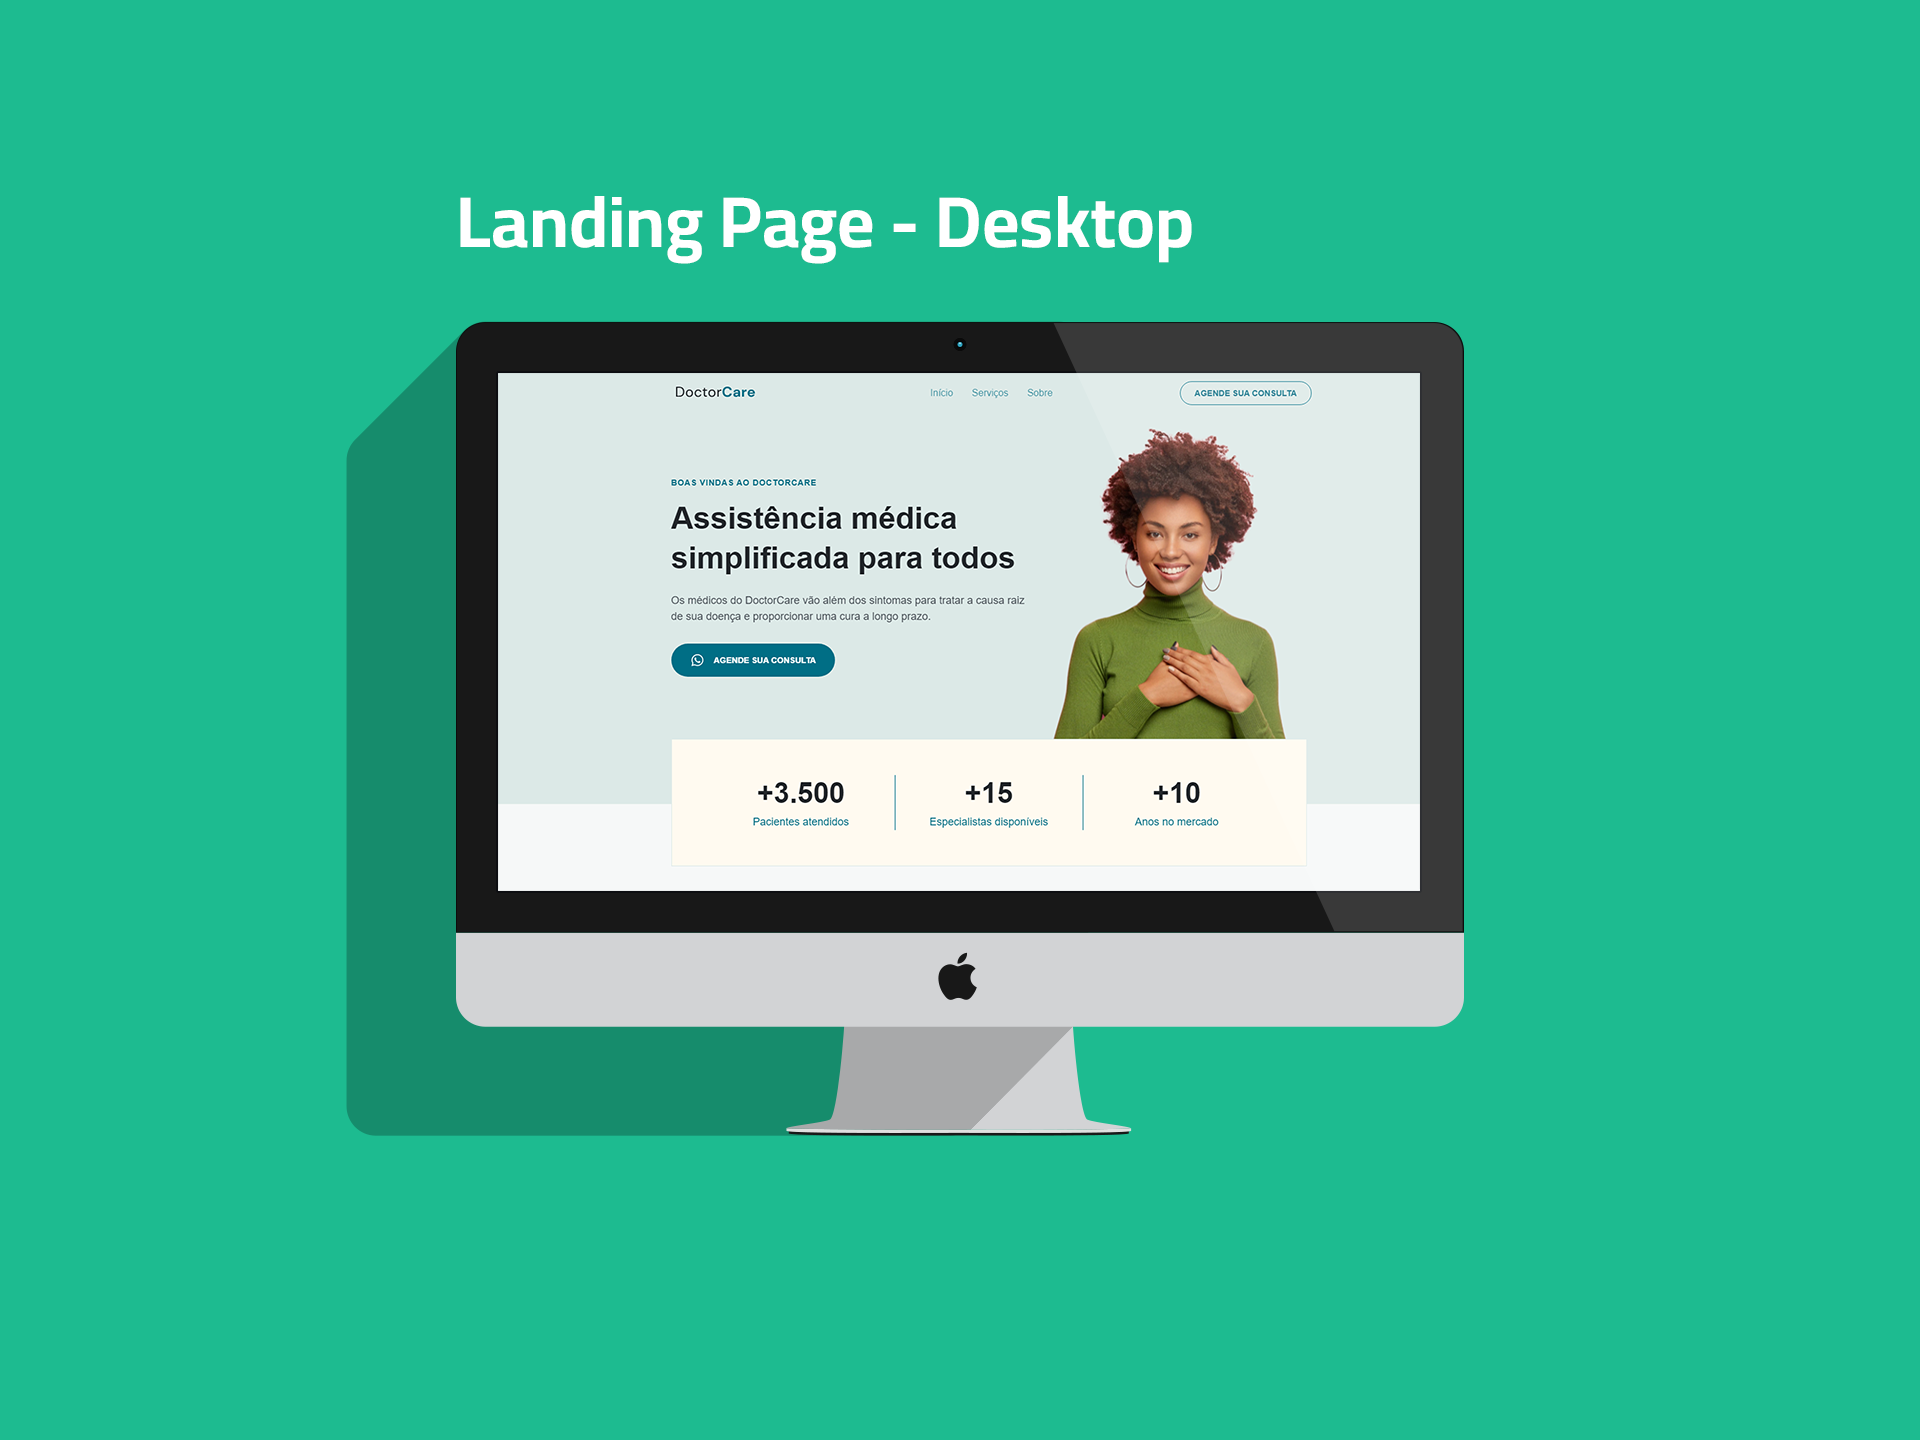 Landing Page - Desktop
DoctorCare
Início Serviços Sobre
AGENDE SUA CONSULTA
BOAS VINDAS AO DOCTORCARE
Assistência médica
simplificada para todos
Os médicos do DoctorCare vão além dos sintomas para tratar a causa raiz
de sua doença e proporcionar uma cura a longo prazo.
AGENDE SUA CONSULTA
+3.500 +15 +10
Pacientes atendidos Especialistas disponíveis Anos no mercado